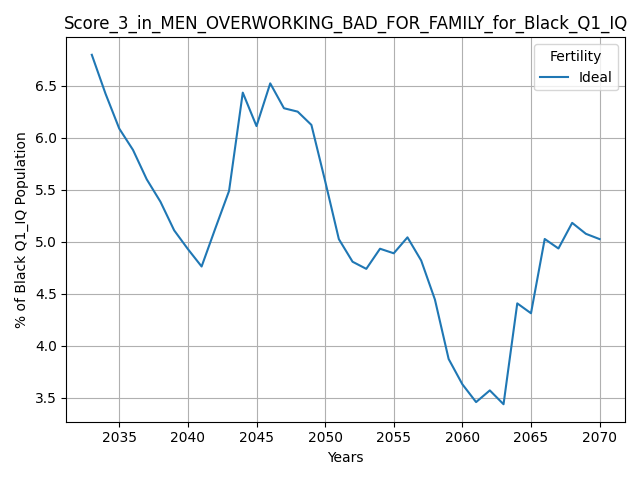 Score_3_in_MEN_OVERWORKING_BAD_FOR_FAMILY_for_Black_Q1_IQ
Fertility
Ideal
% of Black Q1_IQ Population
6.5
6.0
5.5
5.0
4.5
4.0
3.5
2035 2040 2045 2050 2055 2060 2065 2070
Years